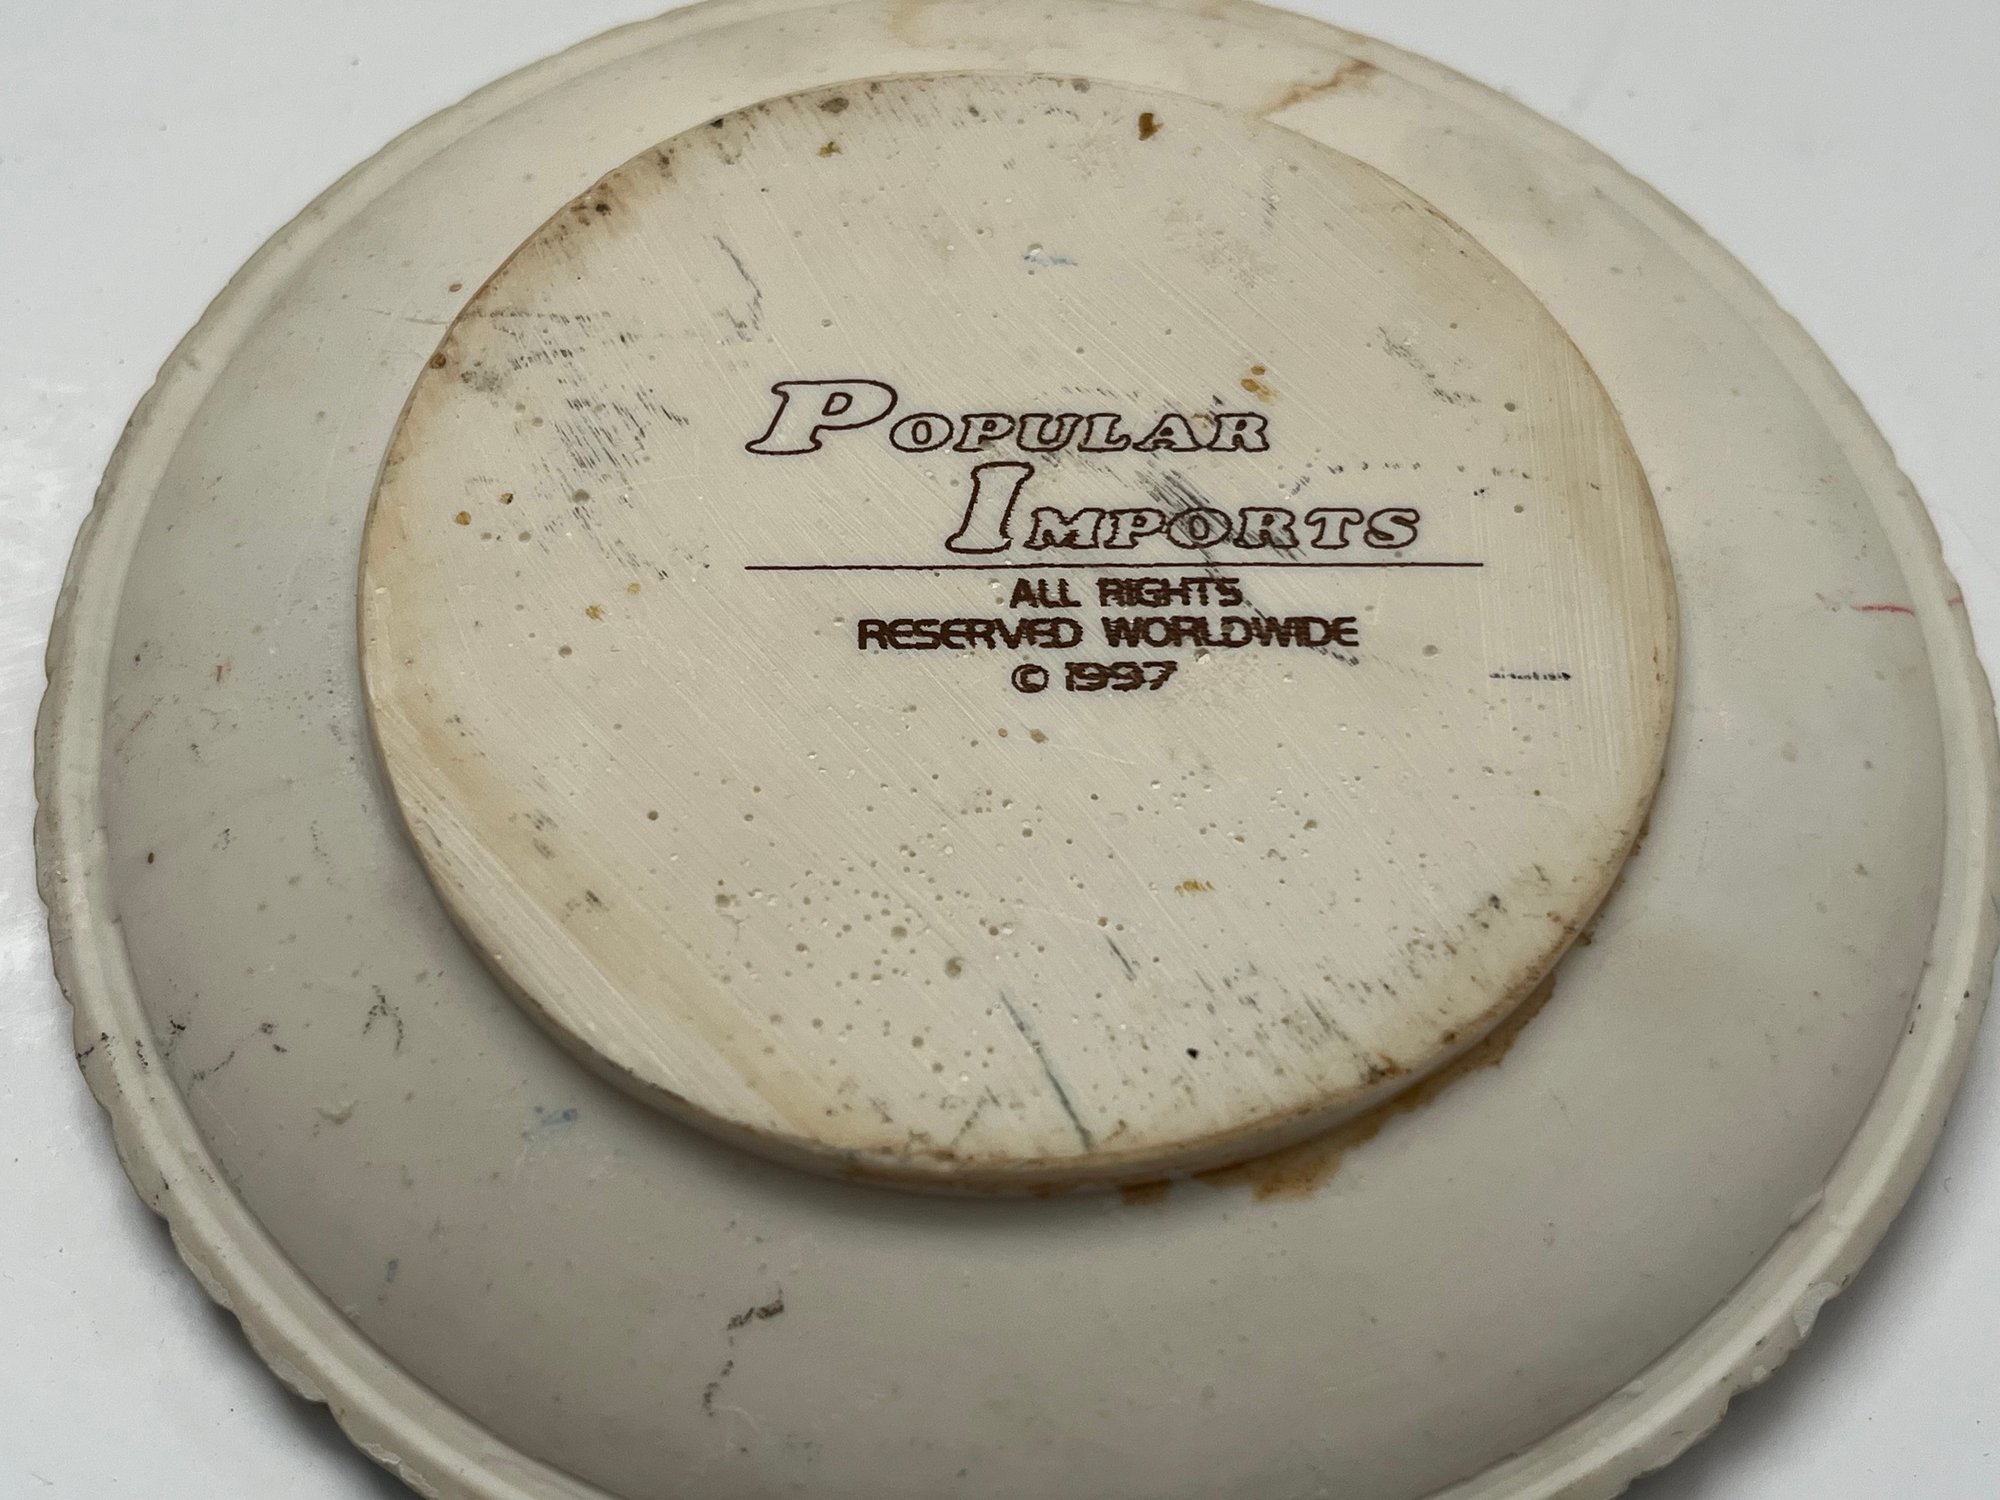 POPULAR
IMPORTS
ALL RIGHTS
RESERVED WORLDWIDE
© 1997